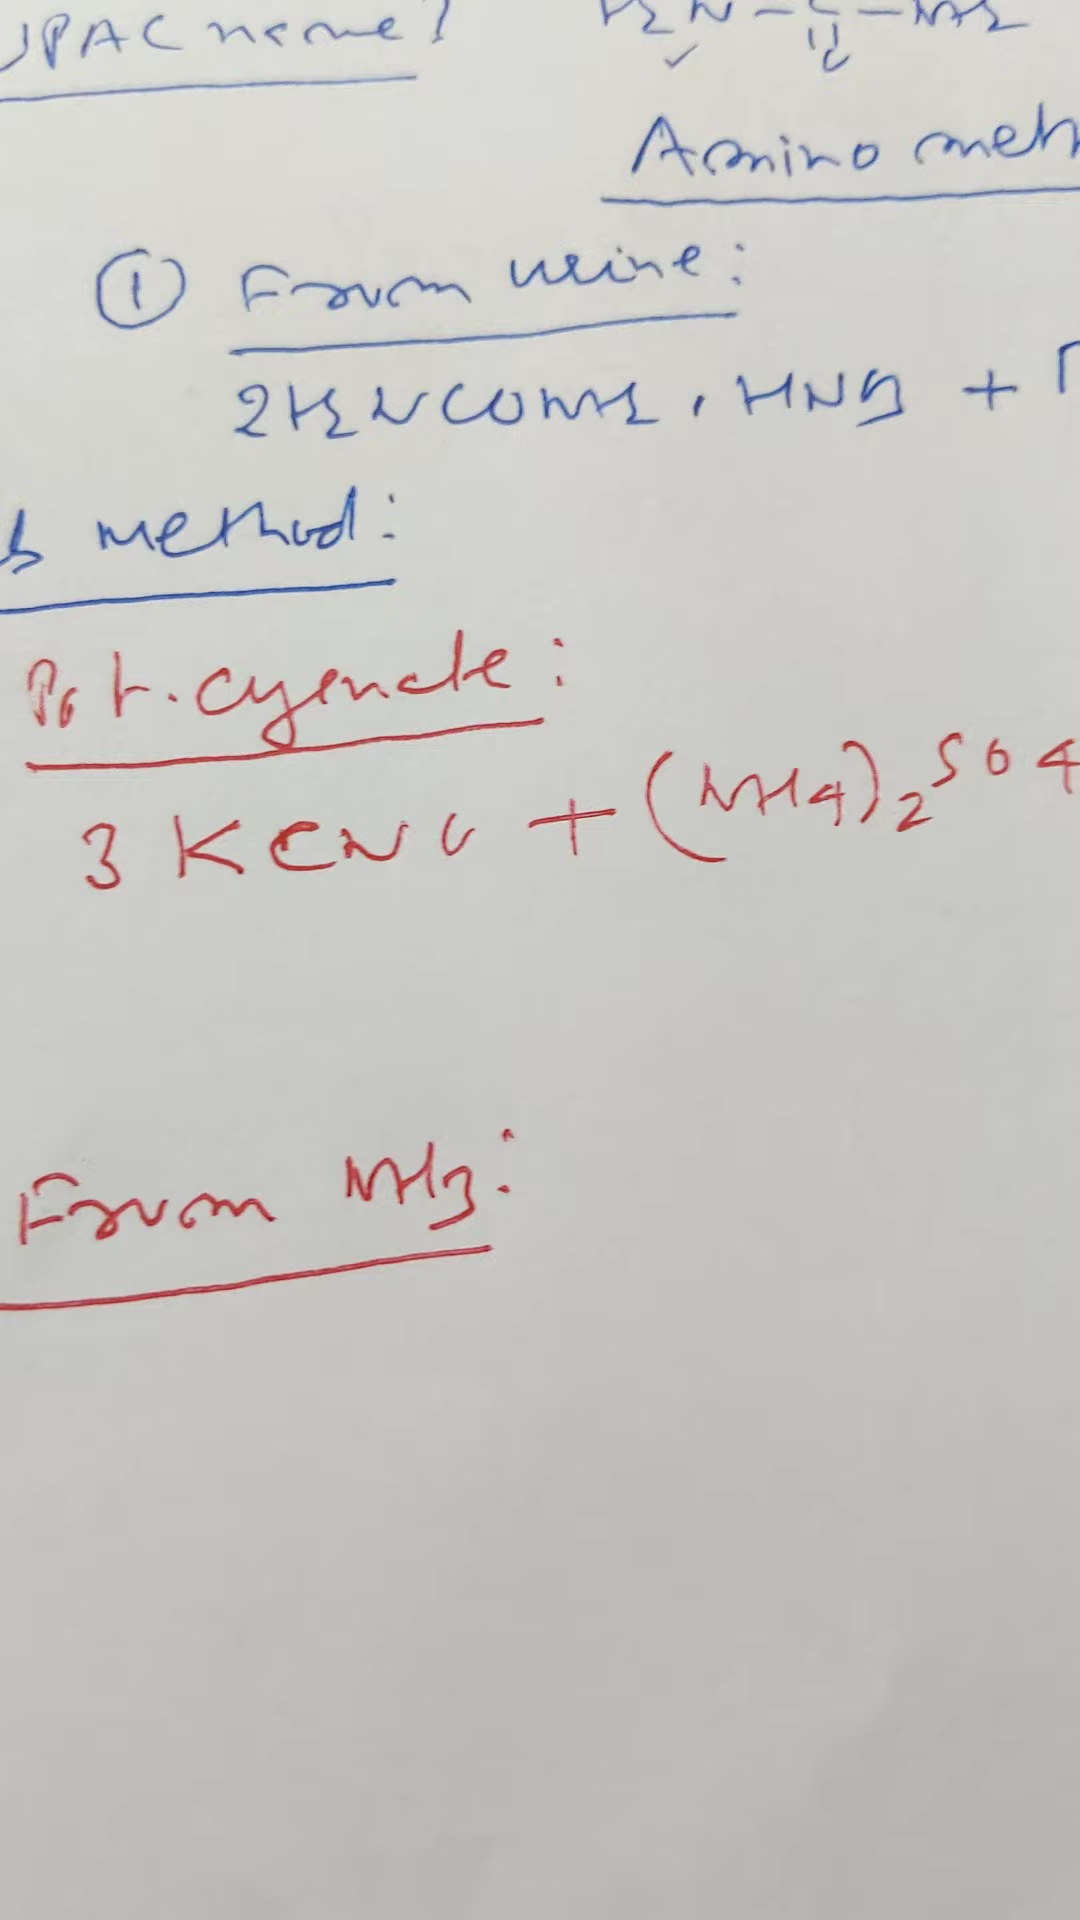 IUPAC name?
H2N - C - NH2
||
O
Amino meth
① From urine:
2H2NCONH2 . HNO3 +
b method:
Pot. cyanate:
3 KCNO + (NH4)2SO4
From NH3: